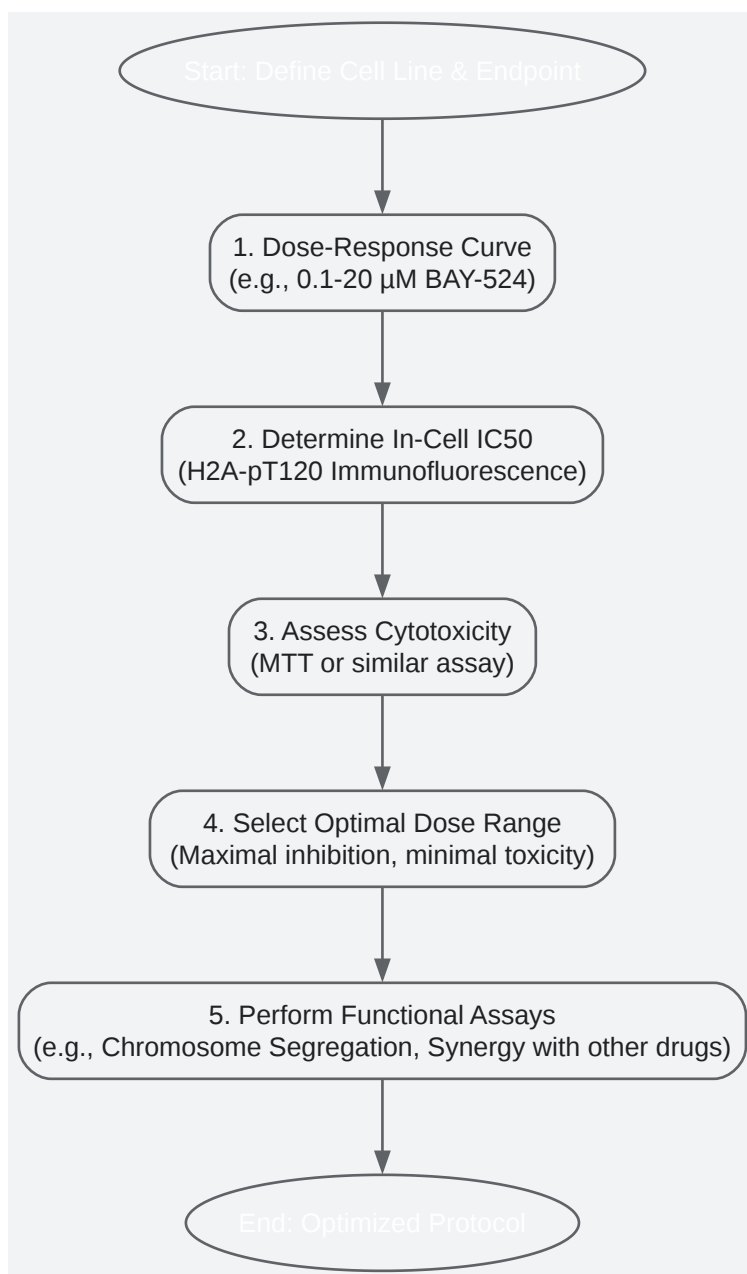 Start: Define Cell Line & Endpoint
1. Dose-Response Curve
(e.g., 0.1-20 µM BAY-524)
2. Determine In-Cell IC50
(H2A-pT120 Immunofluorescence)
3. Assess Cytotoxicity
(MTT or similar assay)
4. Select Optimal Dose Range
(Maximal inhibition, minimal toxicity)
5. Perform Functional Assays
(e.g., Chromosome Segregation, Synergy with other drugs)
End: Optimized Protocol